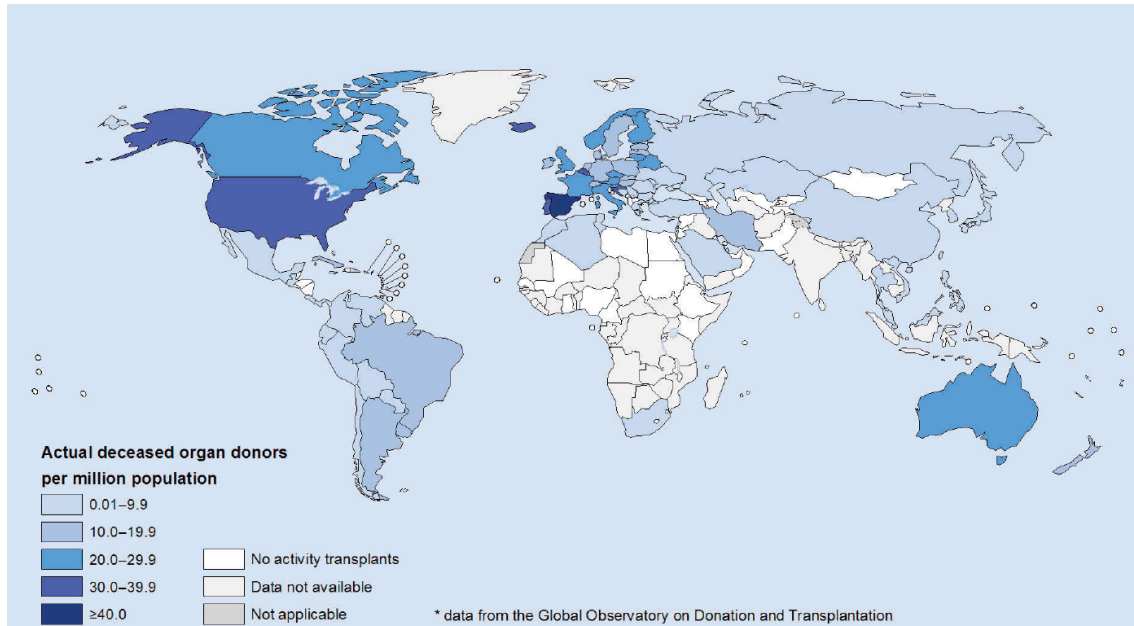 Actual deceased organ donors
per million population
0.01–9.9
10.0–19.9
20.0–29.9
30.0–39.9
≥40.0
No activity transplants
Data not available
Not applicable
* data from the Global Observatory on Donation and Transplantation